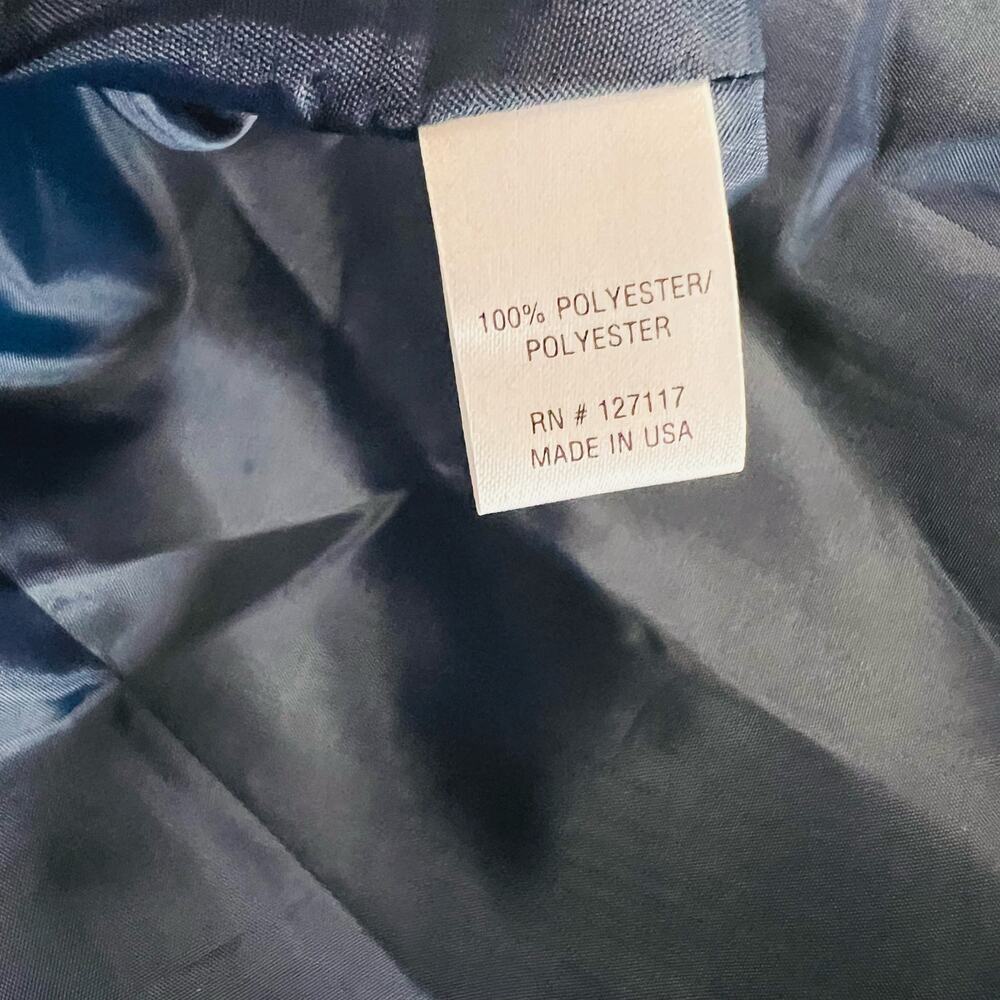 100% POLYESTER/
POLYESTER
RN # 127117
MADE IN USA